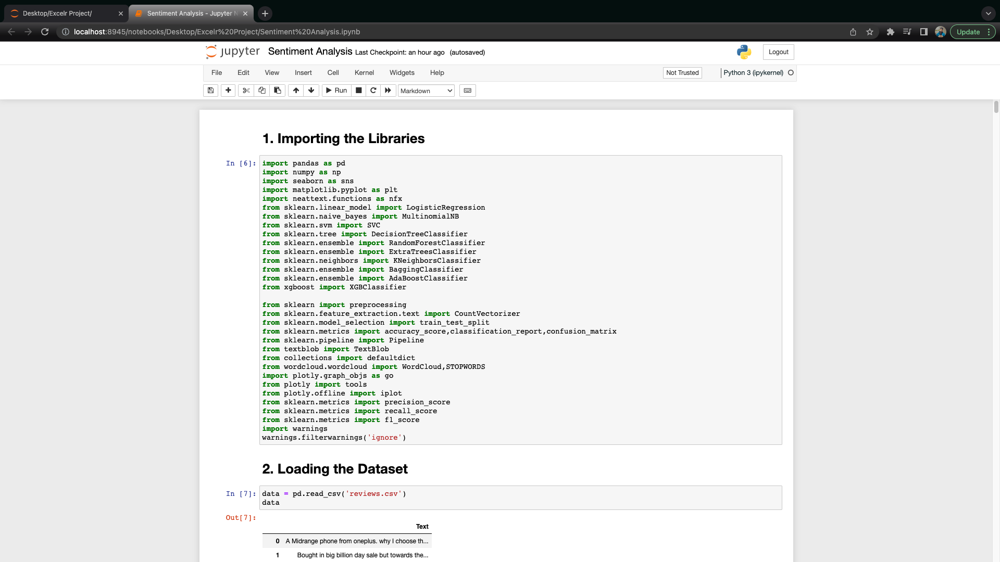 Desktop/Excelr Project/
Sentiment Analysis - Jupyter N
localhost:8945/notebooks/Desktop/Excelr%20Project/Sentiment%20Analysis.ipynb
Update
jupyter Sentiment Analysis Last Checkpoint: an hour ago (autosaved)
Logout
File Edit View Insert Cell Kernel Widgets Help
Not Trusted
Python 3 (ipykernel)
Run
Markdown
1. Importing the Libraries
In [6]:
import pandas as pd
import numpy as np
import seaborn as sns
import matplotlib.pyplot as plt
import neattext.functions as nfx
from sklearn.linear_model import LogisticRegression
from sklearn.naive_bayes import MultinomialNB
from sklearn.svm import SVC
from sklearn.tree import DecisionTreeClassifier
from sklearn.ensemble import RandomForestClassifier
from sklearn.ensemble import ExtraTreesClassifier
from sklearn.neighbors import KNeighborsClassifier
from sklearn.ensemble import BaggingClassifier
from sklearn.ensemble import AdaBoostClassifier
from xgboost import XGBClassifier
from sklearn import preprocessing
from sklearn.feature_extraction.text import CountVectorizer
from sklearn.model_selection import train_test_split
from sklearn.metrics import accuracy_score,classification_report,confusion_matrix
from sklearn.pipeline import Pipeline
from textblob import TextBlob
from collections import defaultdict
from wordcloud.wordcloud import WordCloud,STOPWORDS
import plotly.graph_objs as go
from plotly import tools
from plotly.offline import iplot
from sklearn.metrics import precision_score
from sklearn.metrics import recall_score
from sklearn.metrics import f1_score
import warnings
warnings.filterwarnings('ignore')
2. Loading the Dataset
In [7]:
data = pd.read_csv('reviews.csv')
data
Out[7]:
Text
0 A Midrange phone from oneplus. why I choose th...
1 Bought in big billion day sale but towards the...